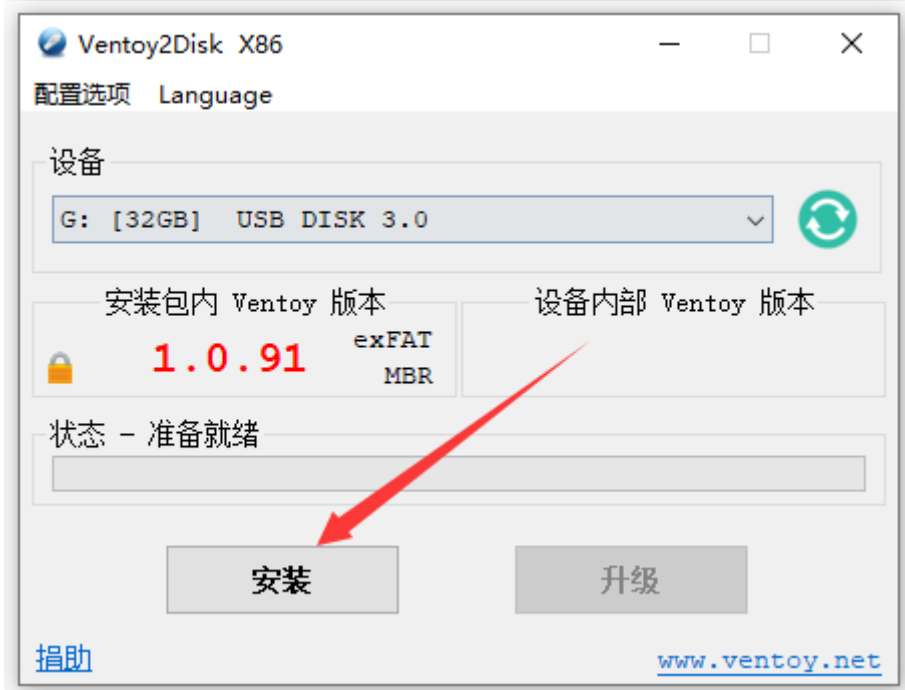 Ventoy2Disk X86
配置选项 Language
设备
G: [32GB] USB DISK 3.0
安装包内 Ventoy 版本
设备内部 Ventoy 版本
1.0.91
exFAT
MBR
状态 - 准备就绪
安装
升级
捐助
www.ventoy.net